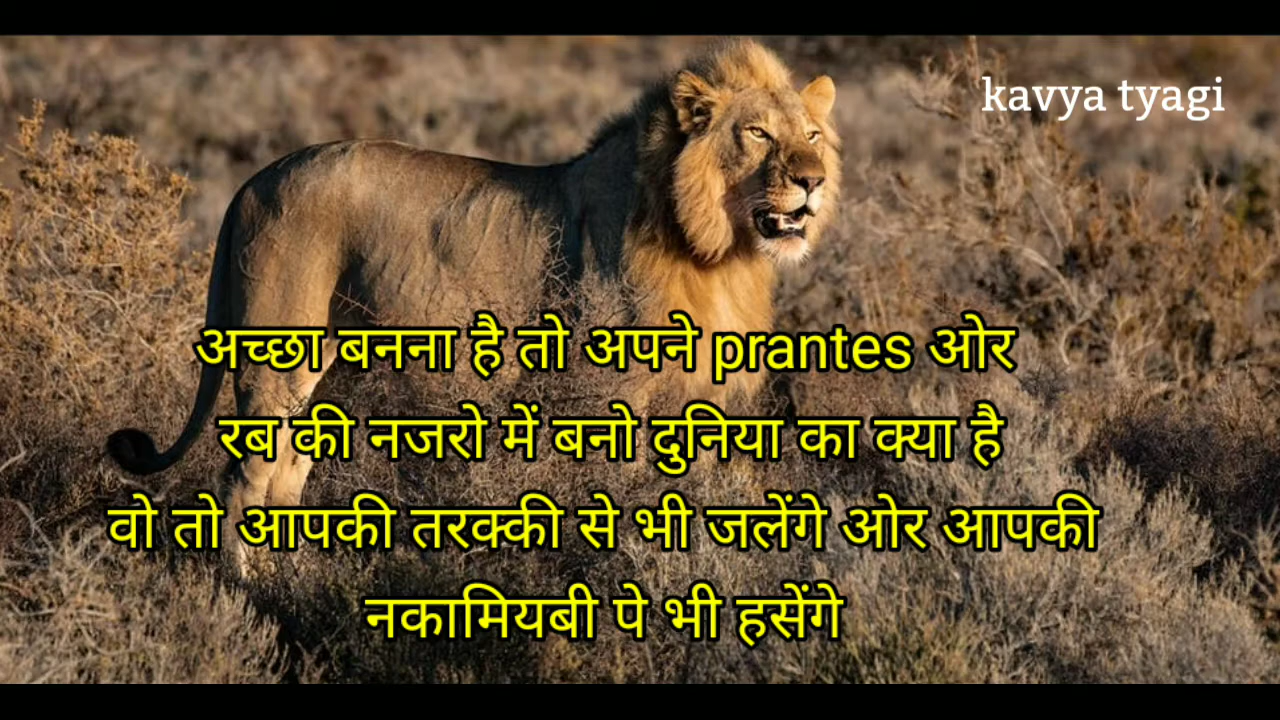 kavya tyagi
अच्छा बनना है तो अपने prantes ओर
रब की नजरो में बनो दुनिया का क्या है
वो तो आपकी तरक्की से भी जलेंगे ओर आपकी
नकामियबी पे भी हसेंगे